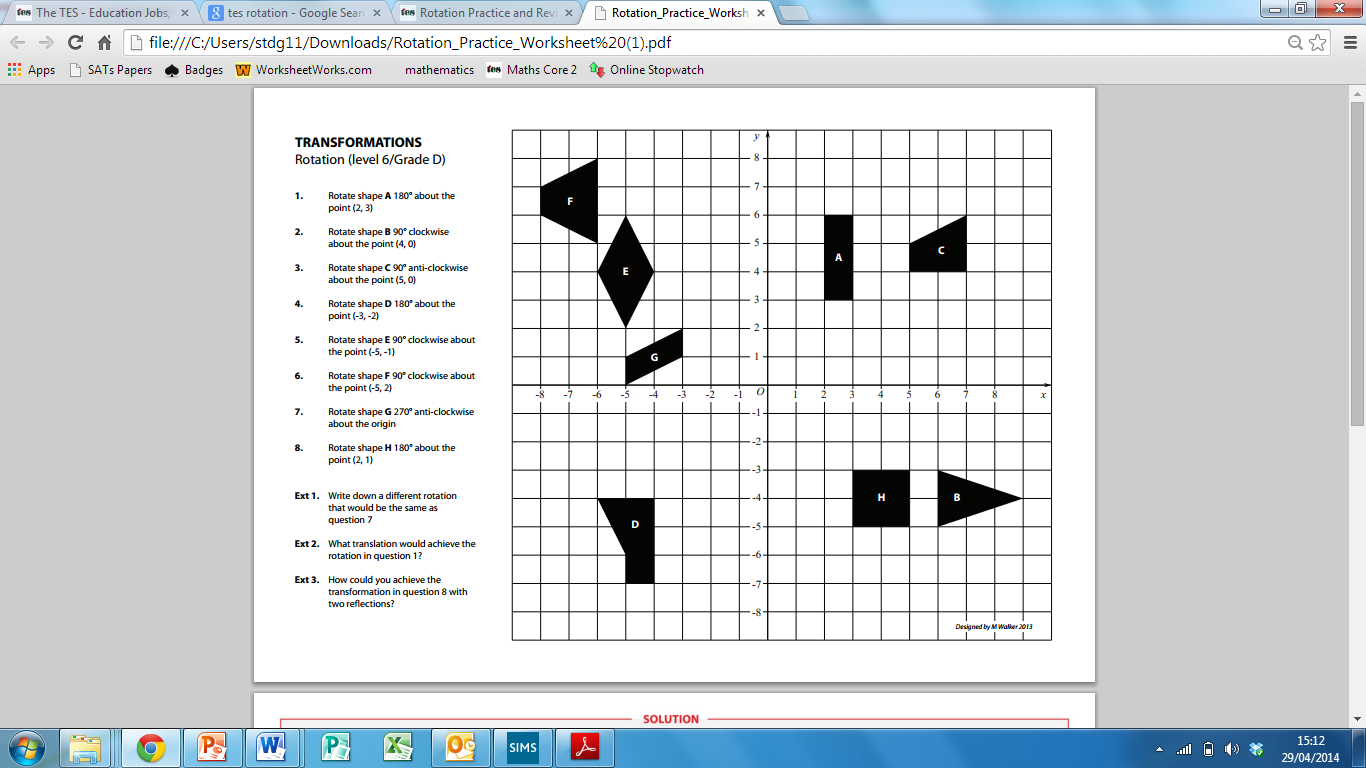 The TES - Education Jobs,
tes rotation - Google Sear
Rotation Practice and Revi
Rotation_Practice_Worksh
file:///C:/Users/stdg11/Downloads/Rotation_Practice_Worksheet%20(1).pdf
Apps SATs Papers Badges WorksheetWorks.com mathematics tes Maths Core 2 Online Stopwatch
TRANSFORMATIONS
Rotation (level 6/Grade D)
1. Rotate shape A 180° about the
point (2, 3)
2. Rotate shape B 90° clockwise
about the point (4, 0)
3. Rotate shape C 90° anti-clockwise
about the point (5, 0)
4. Rotate shape D 180° about the
point (-3, -2)
5. Rotate shape E 90° clockwise about
the point (-5, -1)
6. Rotate shape F 90° clockwise about
the point (-5, 2)
7. Rotate shape G 270° anti-clockwise
about the origin
8. Rotate shape H 180° about the
point (2, 1)
Ext 1. Write down a different rotation
that would be the same as
question 7
Ext 2. What translation would achieve the
rotation in question 1?
Ext 3. How could you achieve the
transformation in question 8 with
two reflections?
y
8
7
6
5
4
3
2
1
F
E
G
A
C
-8 -7 -6 -5 -4 -3 -2 -1 O 1 2 3 4 5 6 7 8 x
-1
-2
-3
-4
-5
-6
-7
-8
D
H
B
Designed by M Walker 2013
SOLUTION
SIMS
15:12
29/04/2014